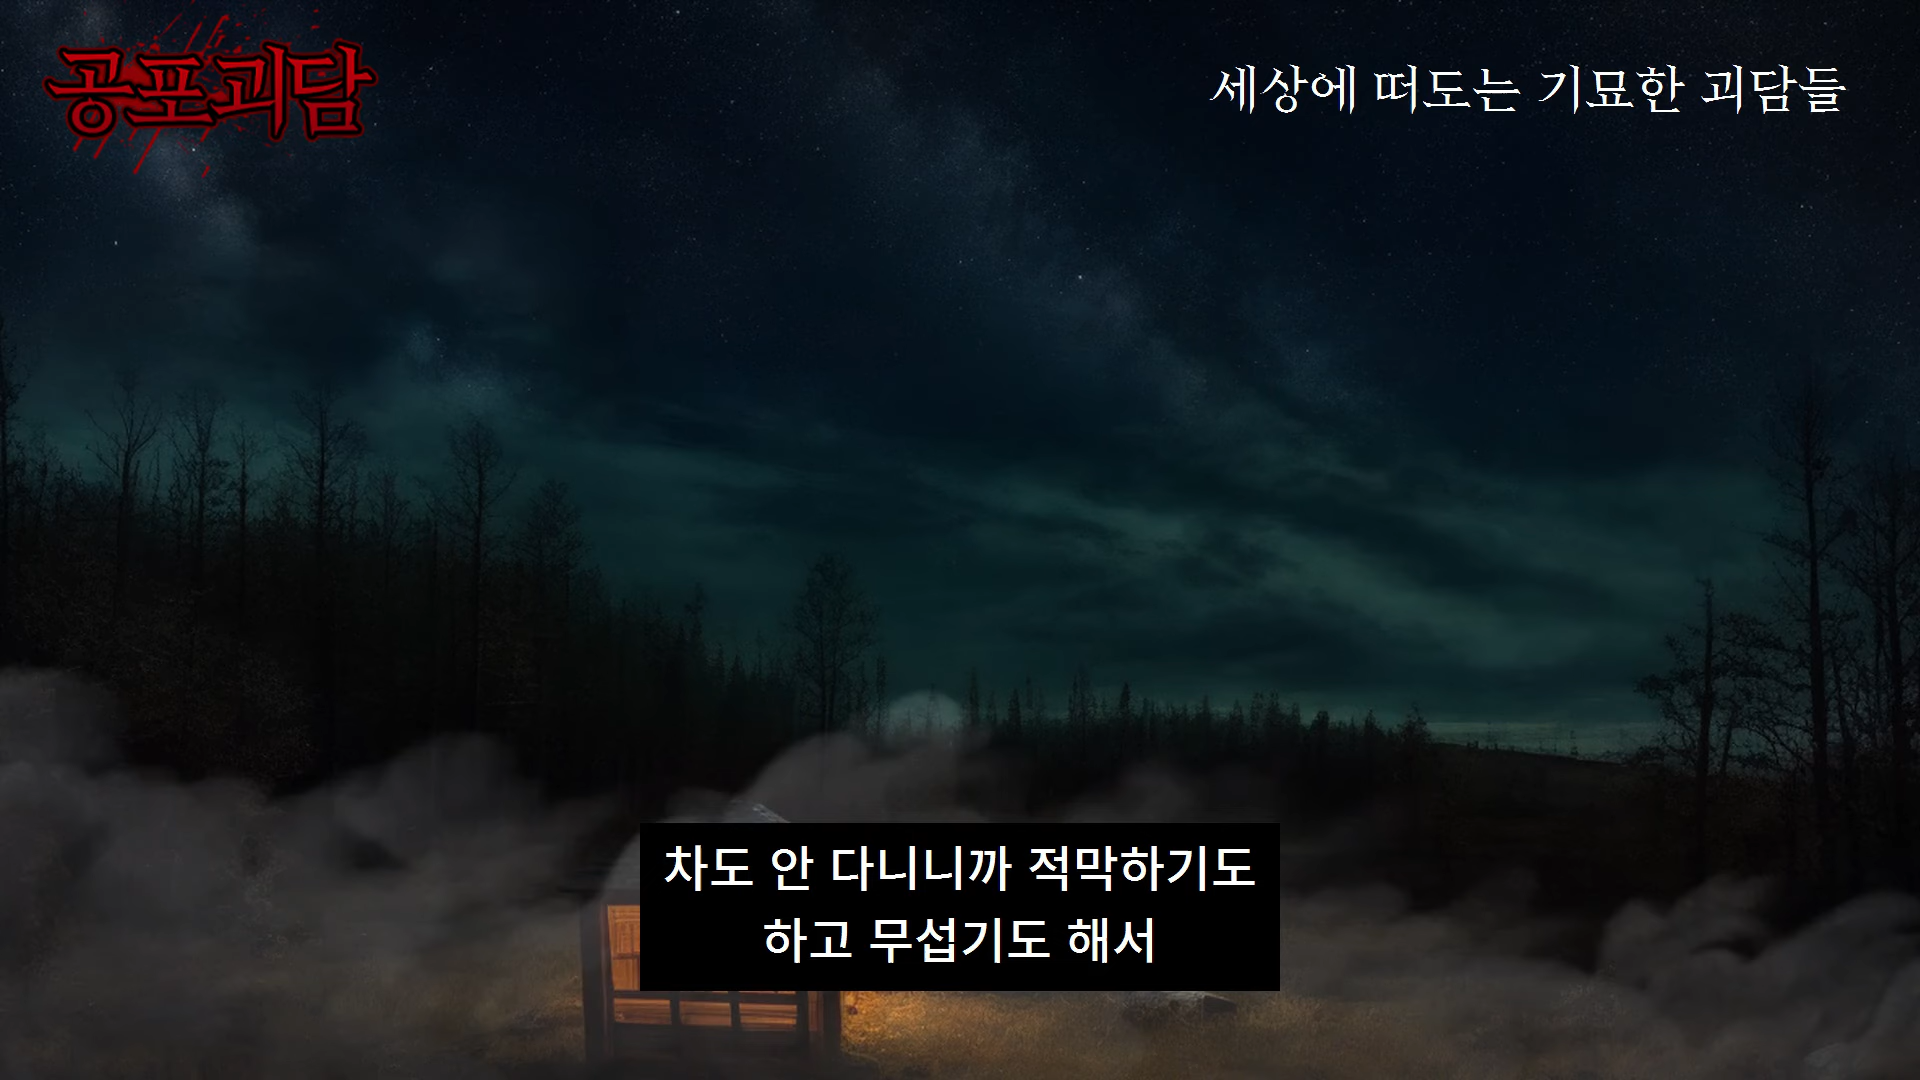 공포괴담
세상에 떠도는 기묘한 괴담들
차도 안 다니니까 적막하기도
하고 무섭기도 해서